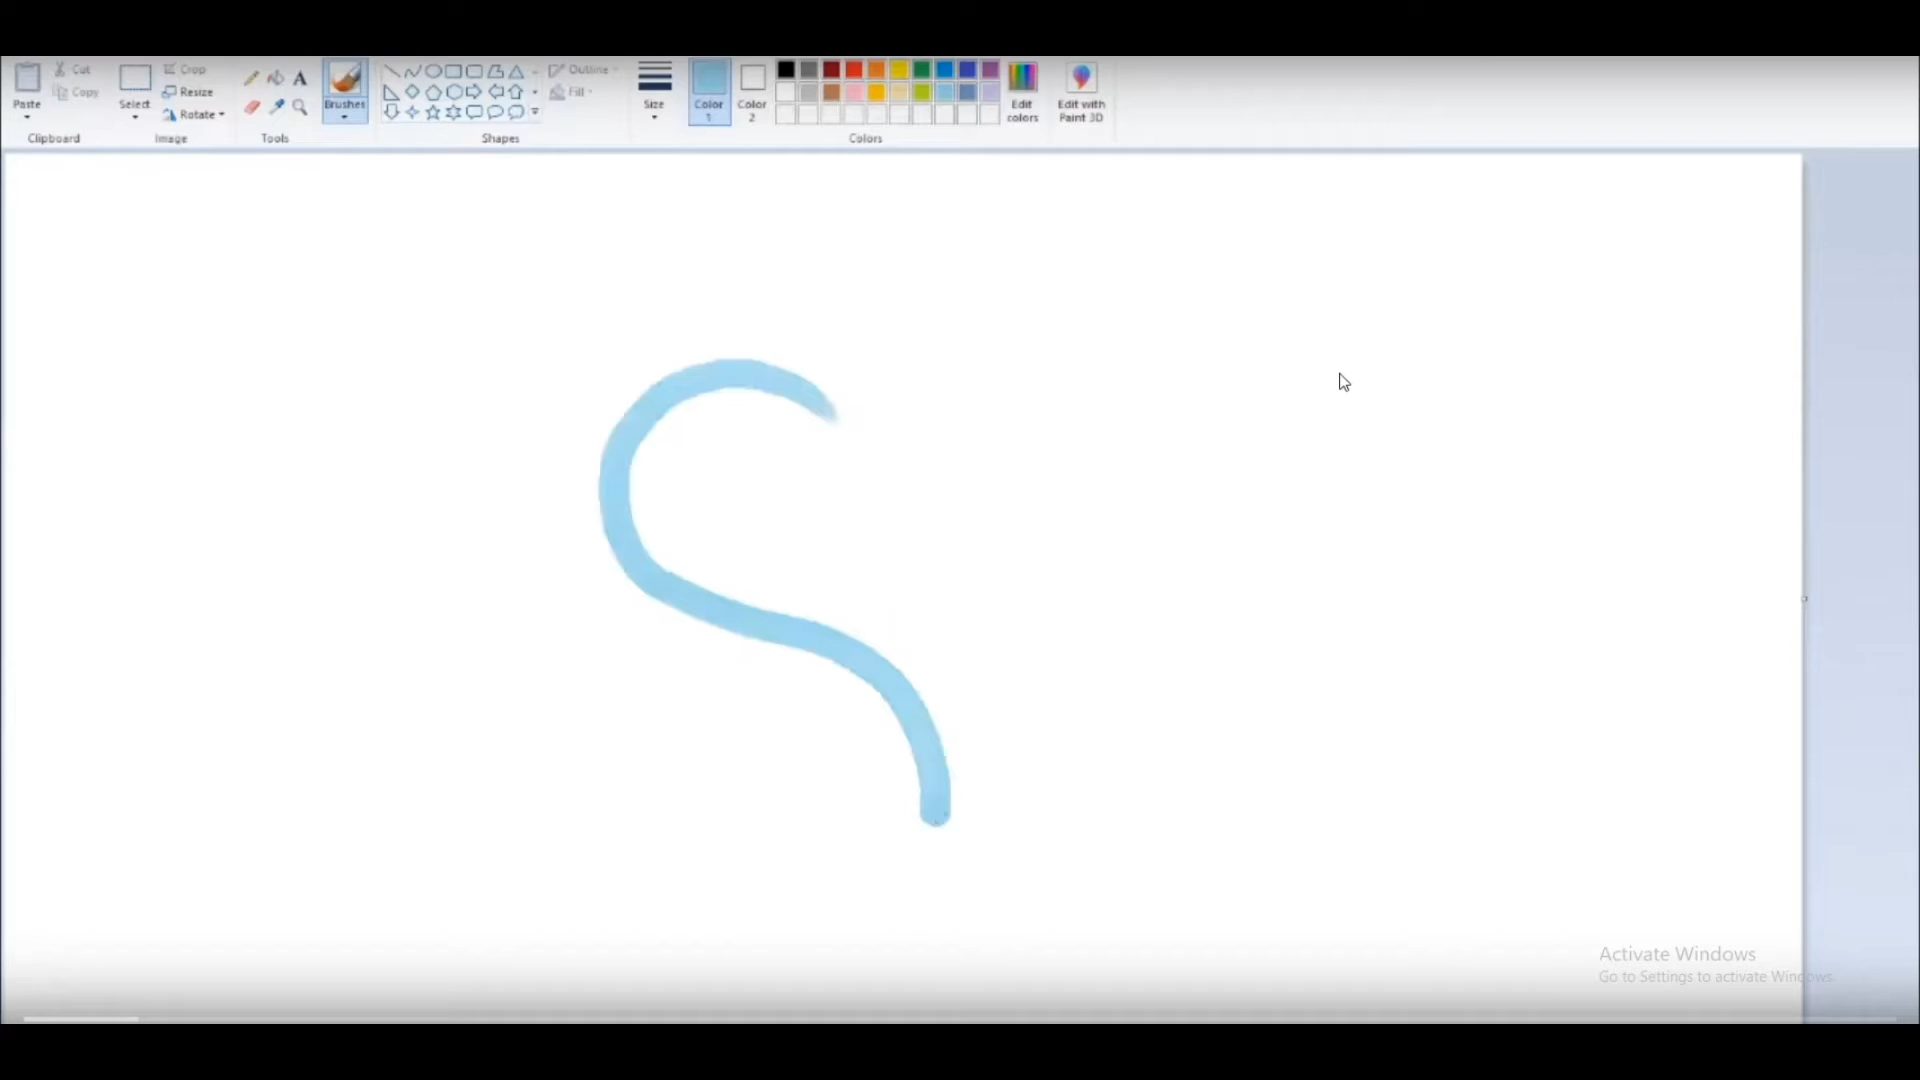 Cut
Copy
Paste
Clipboard
Select
Crop
Resize
Rotate
Image
A
Tools
Brushes
Outline
Fill
Shapes
Size
Color
1
Color
2
Colors
Edit
colors
Edit with
Paint 3D
Activate Windows
Go to Settings to activate Windows.